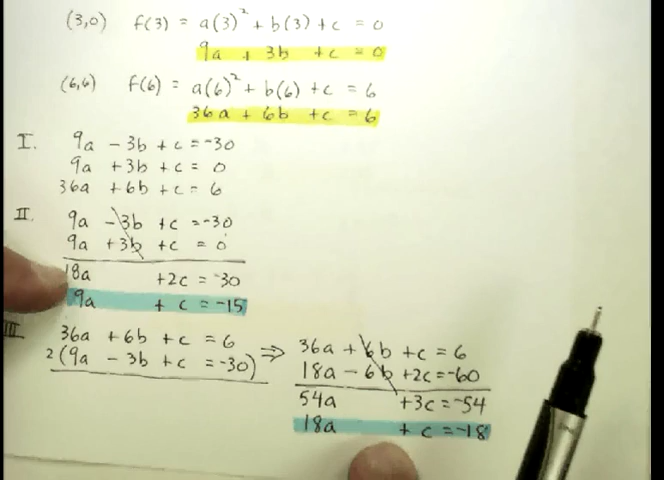 (3,0) f(3) = a(3)² + b(3) + c = 0
9a + 3b + c = 0
(6,6) f(6) = a(6)² + b(6) + c = 6
36a + 6b + c = 6
I. 9a - 3b + c = -30
9a + 3b + c = 0
36a + 6b + c = 6
II. 9a - 3b + c = -30
9a + 3b + c = 0
18a + 2c = -30
9a + c = -15
III 36a + 6b + c = 6
2(9a - 3b + c = -30) ⇒
36a + 6b + c = 6
18a - 6b + 2c = -60
54a + 3c = -54
18a + c = -18